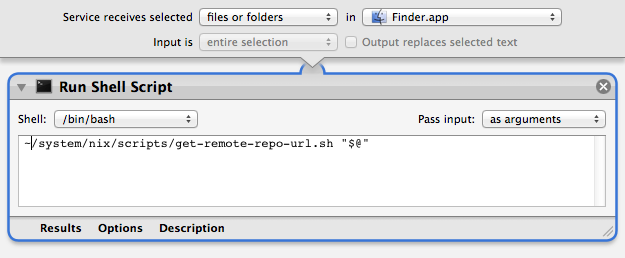 Service receives selected files or folders in Finder.app
Input is entire selection Output replaces selected text
Run Shell Script
Shell: /bin/bash Pass input: as arguments
~/system/nix/scripts/get-remote-repo-url.sh "$@"
Results Options Description